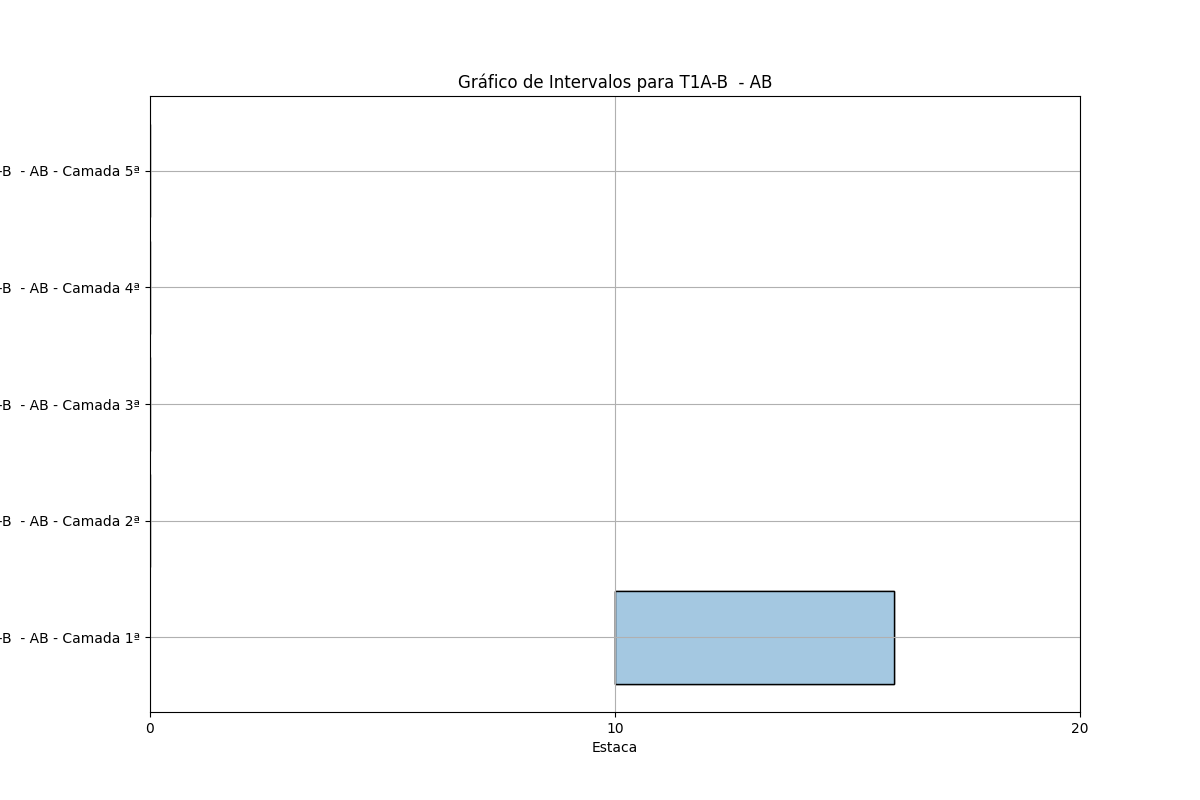 Gráfico de Intervalos para T1A-B  - AB
-B  - AB - Camada 5ª
-B  - AB - Camada 4ª
-B  - AB - Camada 3ª
-B  - AB - Camada 2ª
-B  - AB - Camada 1ª
0 10 20
Estaca